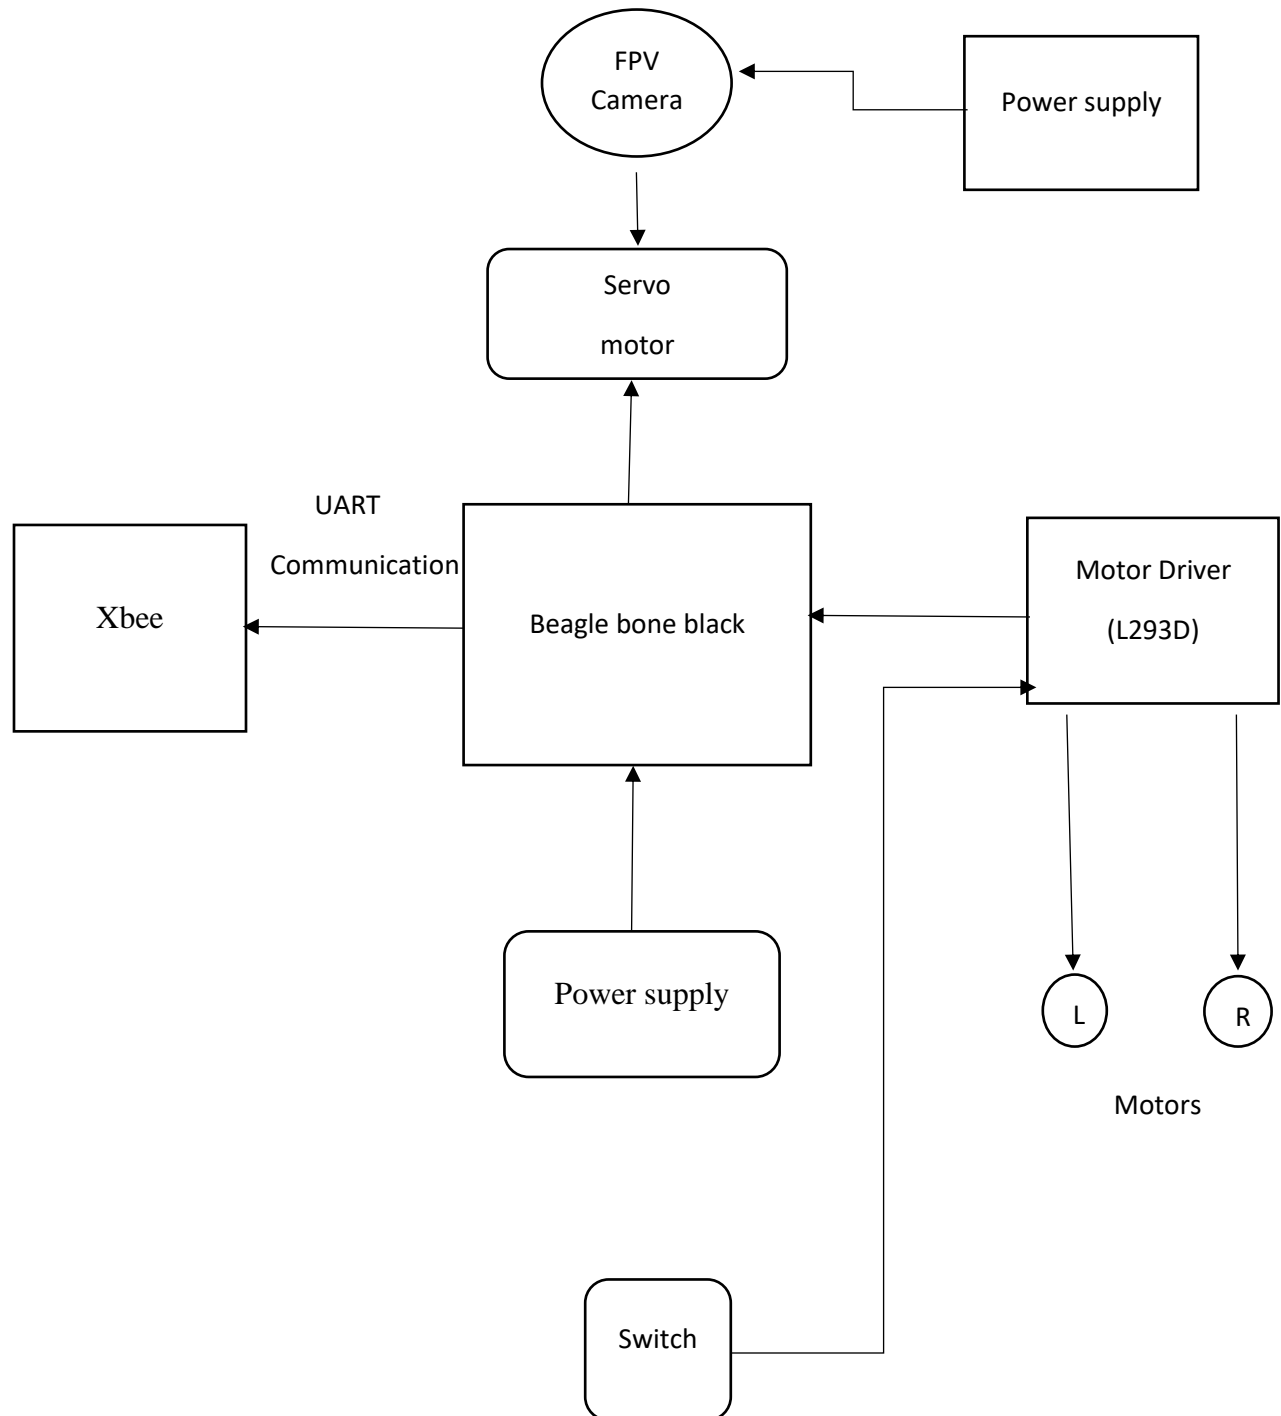 FPV
Camera
Power supply
Servo
motor
UART
Communication
Xbee
Beagle bone black
Motor Driver
(L293D)
Power supply
L
R
Motors
Switch